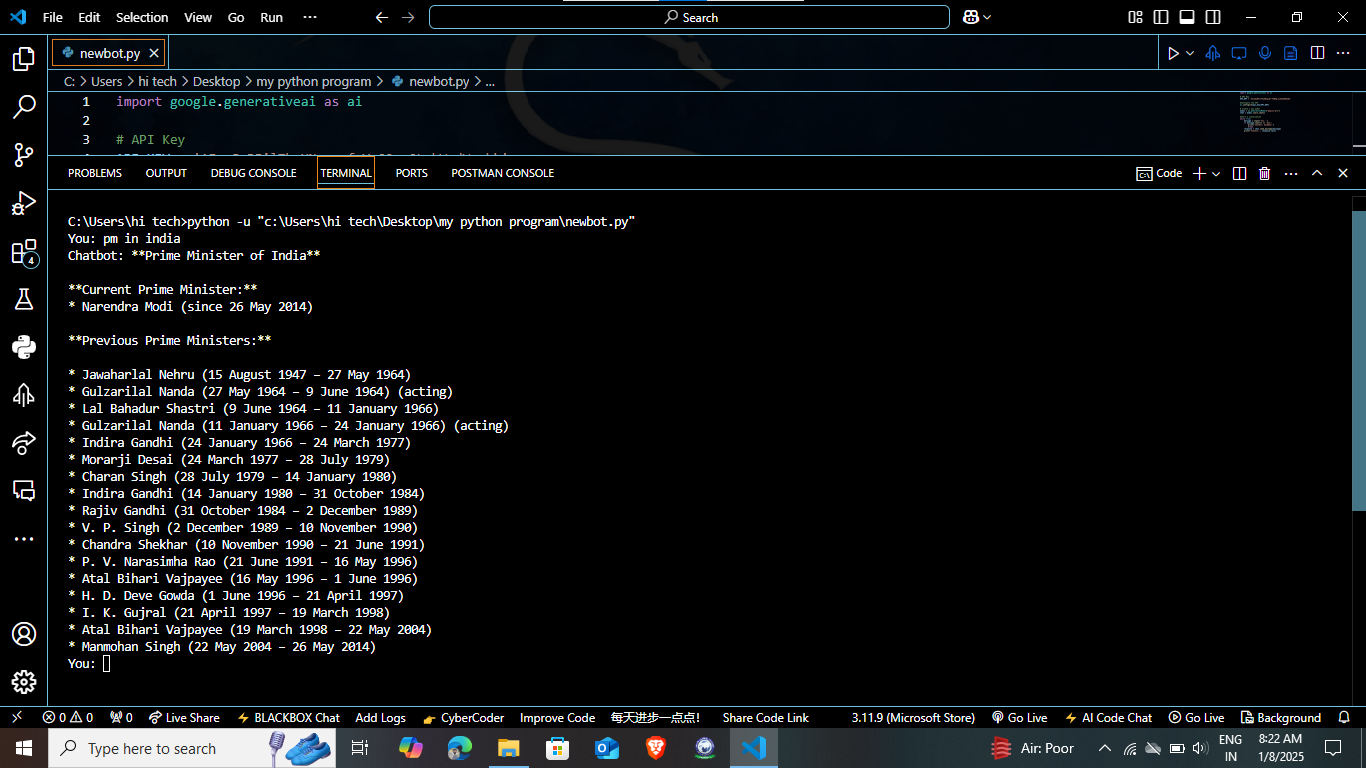 File Edit Selection View Go Run ··· Search
newbot.py
C: > Users > hi tech > Desktop > my python program > newbot.py > ...
1 import google.generativeai as ai
2
3 # API Key
PROBLEMS OUTPUT DEBUG CONSOLE TERMINAL PORTS POSTMAN CONSOLE Code
C:\Users\hi tech>python -u "c:\Users\hi tech\Desktop\my python program\newbot.py"
You: pm in india
Chatbot: **Prime Minister of India**
**Current Prime Minister:**
* Narendra Modi (since 26 May 2014)
**Previous Prime Ministers:**
* Jawaharlal Nehru (15 August 1947 – 27 May 1964)
* Gulzarilal Nanda (27 May 1964 – 9 June 1964) (acting)
* Lal Bahadur Shastri (9 June 1964 – 11 January 1966)
* Gulzarilal Nanda (11 January 1966 – 24 January 1966) (acting)
* Indira Gandhi (24 January 1966 – 24 March 1977)
* Morarji Desai (24 March 1977 – 28 July 1979)
* Charan Singh (28 July 1979 – 14 January 1980)
* Indira Gandhi (14 January 1980 – 31 October 1984)
* Rajiv Gandhi (31 October 1984 – 2 December 1989)
* V. P. Singh (2 December 1989 – 10 November 1990)
* Chandra Shekhar (10 November 1990 – 21 June 1991)
* P. V. Narasimha Rao (21 June 1991 – 16 May 1996)
* Atal Bihari Vajpayee (16 May 1996 – 1 June 1996)
* H. D. Deve Gowda (1 June 1996 – 21 April 1997)
* I. K. Gujral (21 April 1997 – 19 March 1998)
* Atal Bihari Vajpayee (19 March 1998 – 22 May 2004)
* Manmohan Singh (22 May 2004 – 26 May 2014)
You:
4
0 0 0 Live Share BLACKBOX Chat Add Logs CyberCoder Improve Code 每天进步一点点! Share Code Link 3.11.9 (Microsoft Store) Go Live AI Code Chat Go Live Background
Type here to search Air: Poor ENG 8:22 AM
IN 1/8/2025